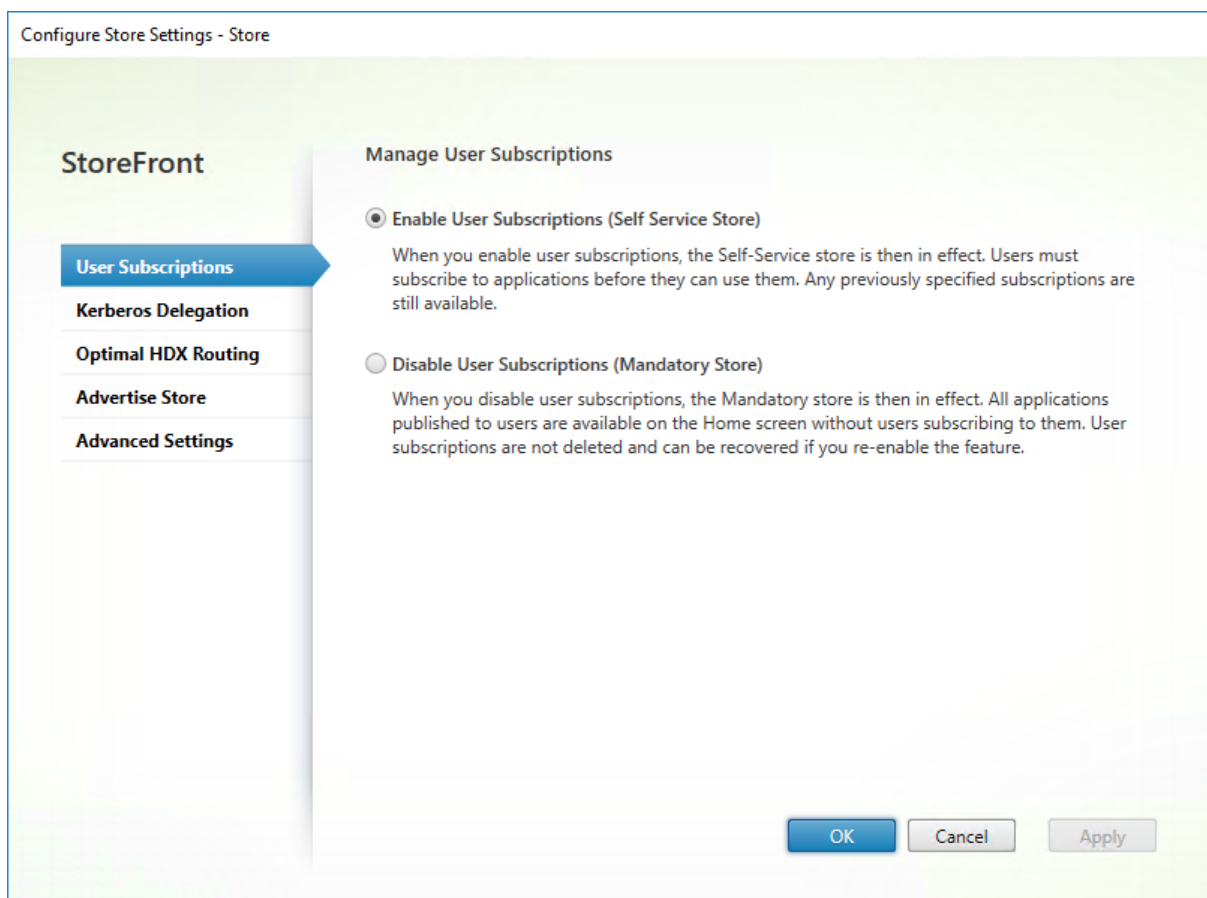 Configure Store Settings - Store
StoreFront
User Subscriptions
Kerberos Delegation
Optimal HDX Routing
Advertise Store
Advanced Settings
Manage User Subscriptions
Enable User Subscriptions (Self Service Store)
When you enable user subscriptions, the Self-Service store is then in effect. Users must
subscribe to applications before they can use them. Any previously specified subscriptions are
still available.
Disable User Subscriptions (Mandatory Store)
When you disable user subscriptions, the Mandatory store is then in effect. All applications
published to users are available on the Home screen without users subscribing to them. User
subscriptions are not deleted and can be recovered if you re-enable the feature.
OK
Cancel
Apply